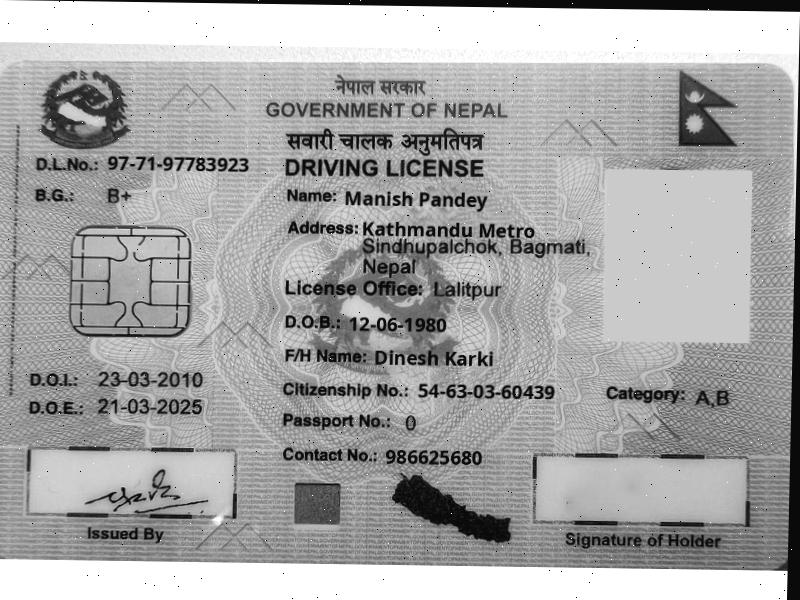 नेपाल सरकार
GOVERNMENT OF NEPAL
सवारी चालक अनुमतिपत्र
DRIVING LICENSE
D.L.No.: 97-71-97783923
B.G.: B+
Name: Manish Pandey
Address: Kathmandu Metro
Sindhupalchok, Bagmati,
Nepal
License Office: Lalitpur
D.O.B.: 12-06-1980
F/H Name: Dinesh Karki
D.O.I.: 23-03-2010
Citizenship No.: 54-63-03-60439
Category: A,B
D.O.E.: 21-03-2025
Passport No.: 0
Contact No.: 986625680
Issued By
Signature of Holder